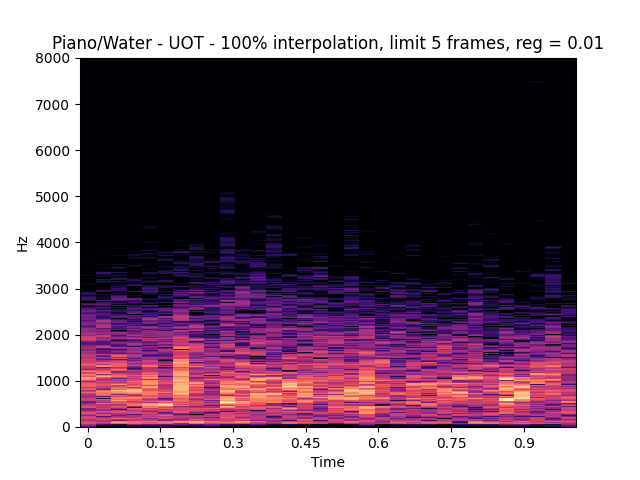 Piano/Water - UOT - 100% interpolation, limit 5 frames, reg = 0.01
8000
7000
6000
5000
4000
3000
2000
1000
0
Hz
0 0.15 0.3 0.45 0.6 0.75 0.9
Time